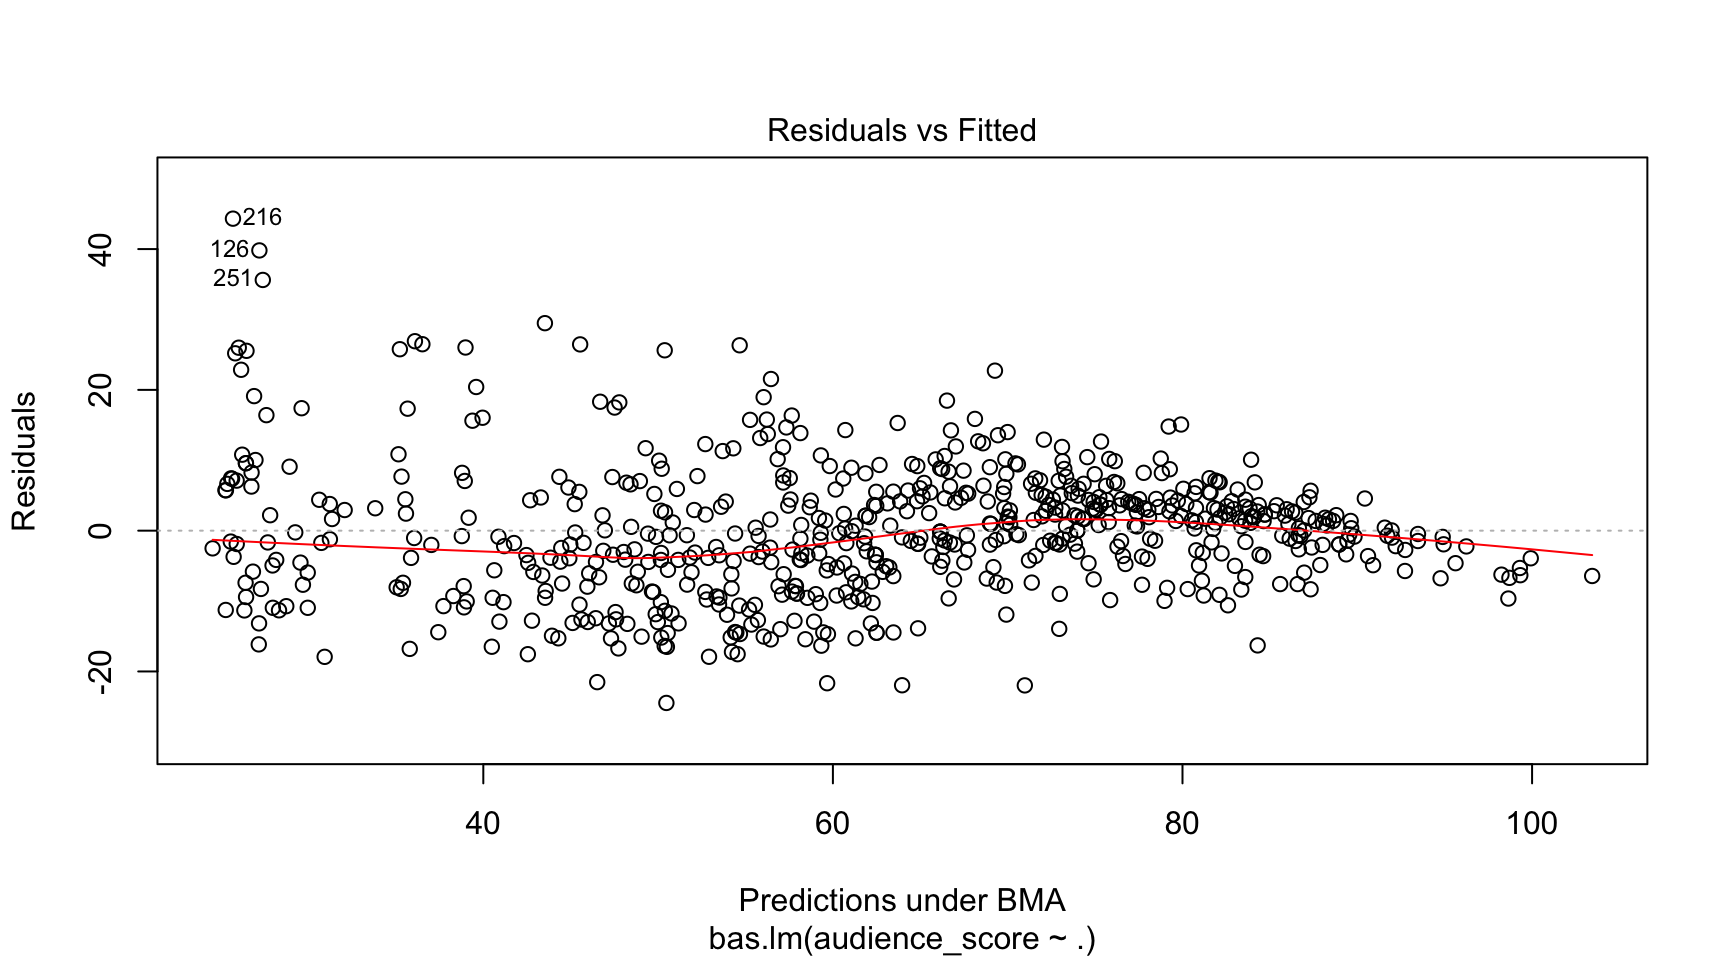 Residuals vs Fitted
216
126
251
Residuals
40
20
0
-20
40
60
80
100
Predictions under BMA
bas.lm(audience_score ~ .)